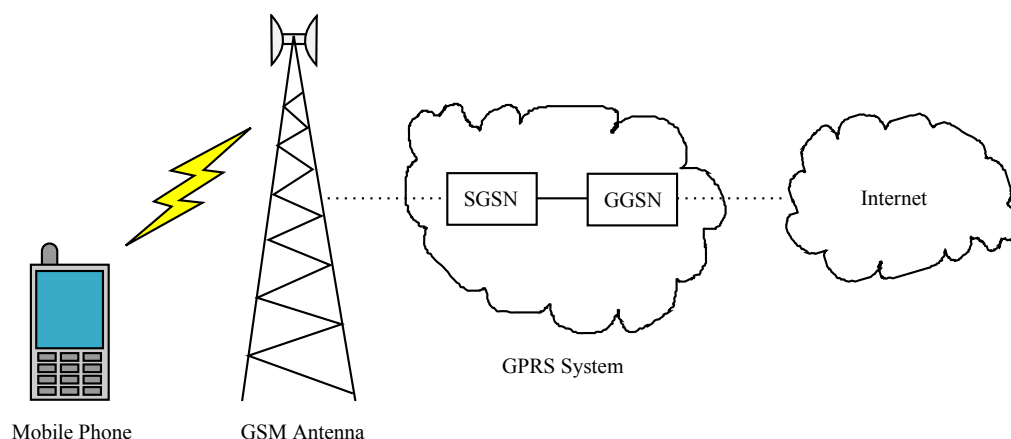 SGSN
GGSN
Internet
GPRS System
Mobile Phone
GSM Antenna